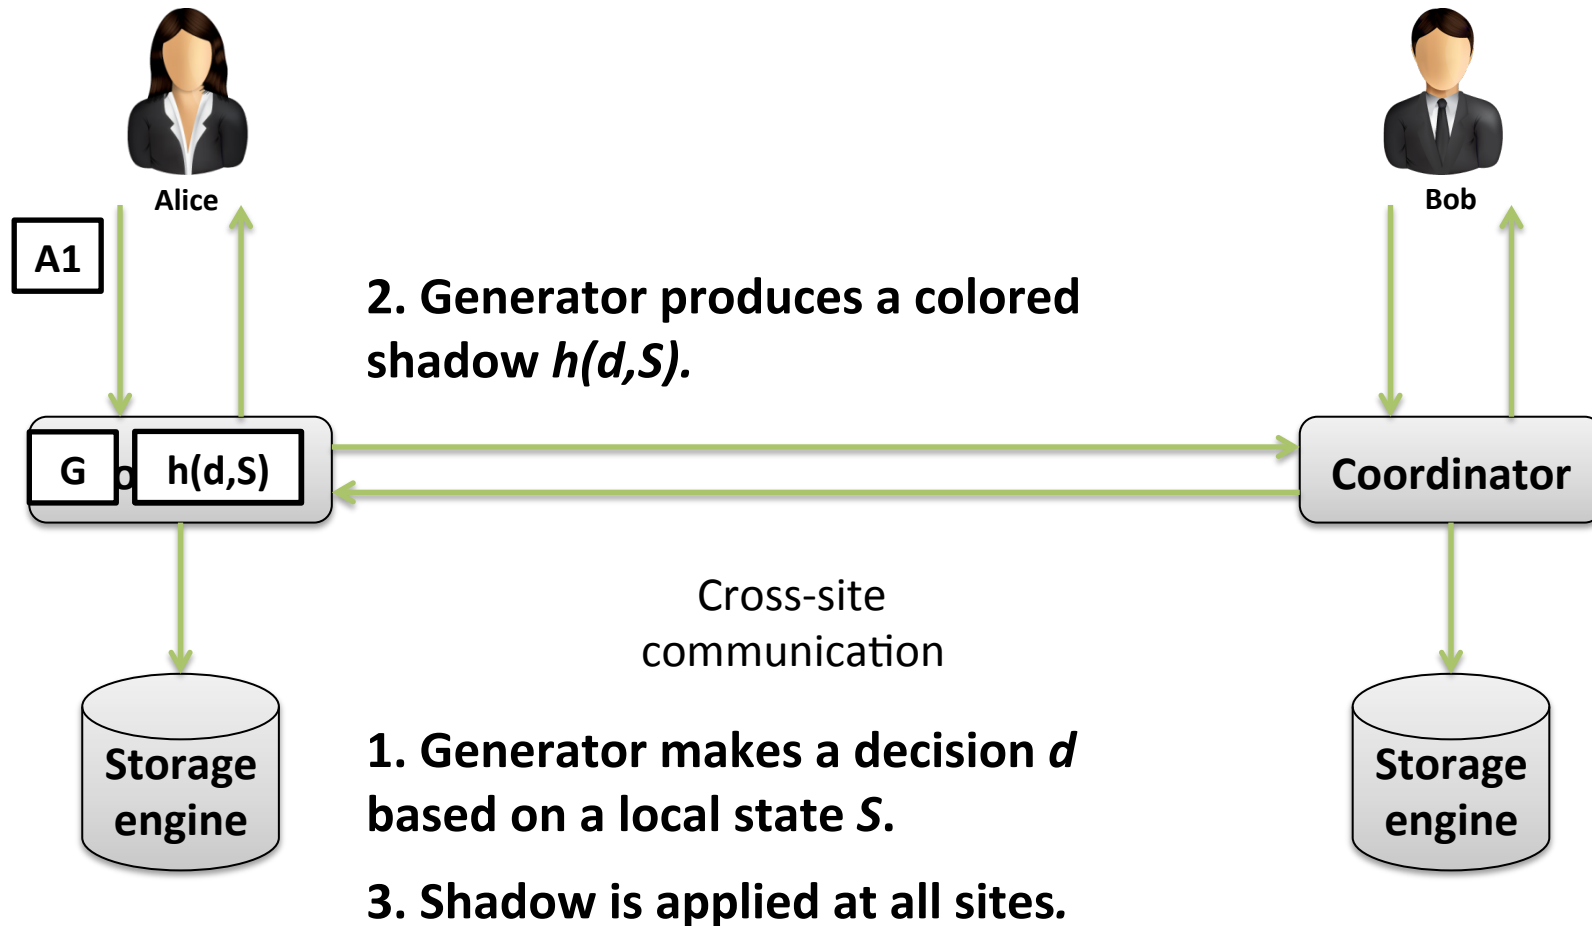 Alice
Bob
A1
2. Generator produces a colored
shadow h(d,S).
G
h(d,S)
Coordinator
Cross-site
communication
Storage
engine
1. Generator makes a decision d
based on a local state S.
Storage
engine
3. Shadow is applied at all sites.